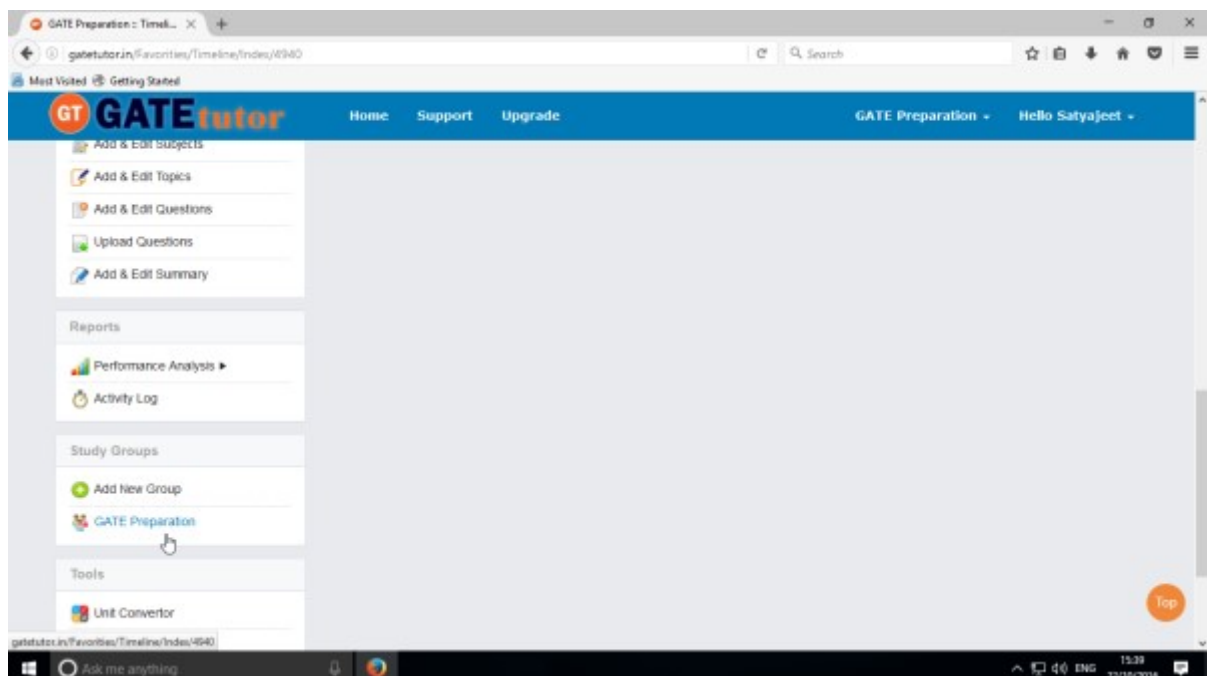 GATE Preparation :: Timeli...
gatetutor.in/Favorities/Timeline/Index/4940
Search
Most Visited Getting Started
GT GATEtutor Home Support Upgrade GATE Preparation Hello Satyajeet
Add & Edit Subjects
Add & Edit Topics
Add & Edit Questions
Upload Questions
Add & Edit Summary
Reports
Performance Analysis
Activity Log
Study Groups
Add New Group
GATE Preparation
Tools
Unit Convertor
Top
gatetutor.in/Favorities/Timeline/Index/4940
Ask me anything
ENG
15:39